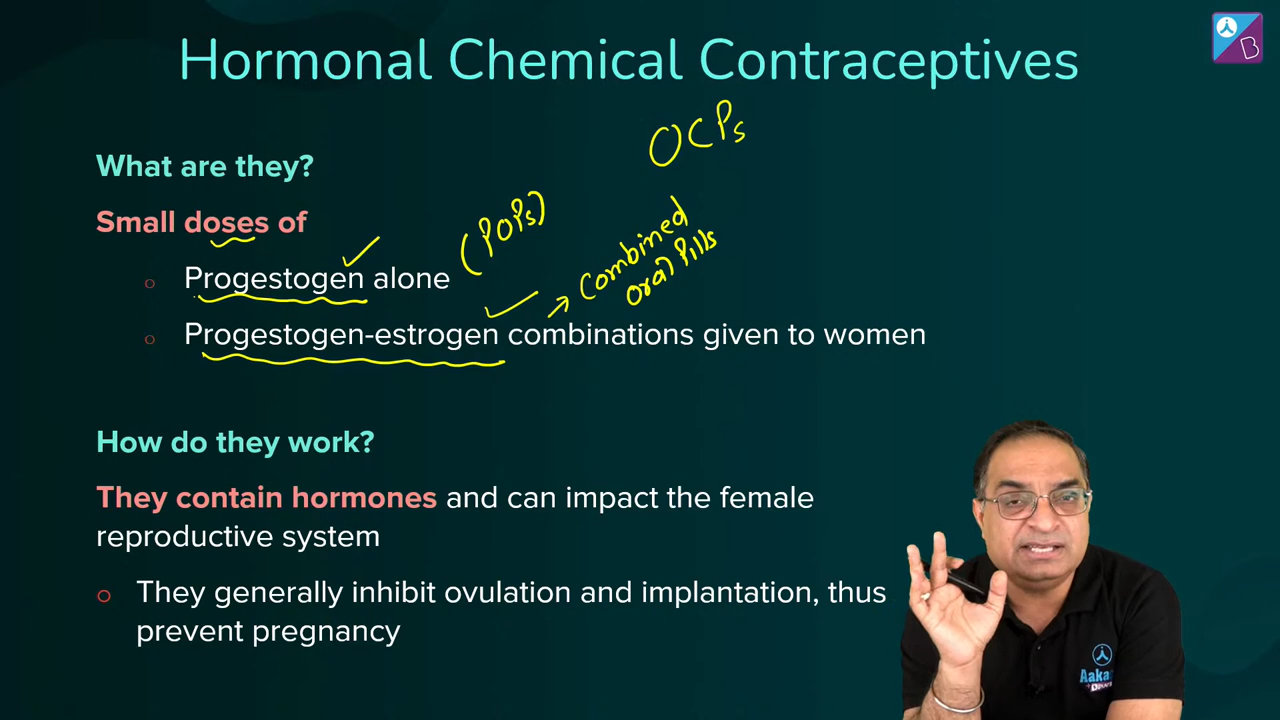 Hormonal Chemical Contraceptives
B
OCPs
What are they?
Small doses of
(POPs)
Progestogen alone
Combined
oral Pills
Progestogen-estrogen combinations given to women
How do they work?
They contain hormones and can impact the female
reproductive system
They generally inhibit ovulation and implantation, thus
prevent pregnancy